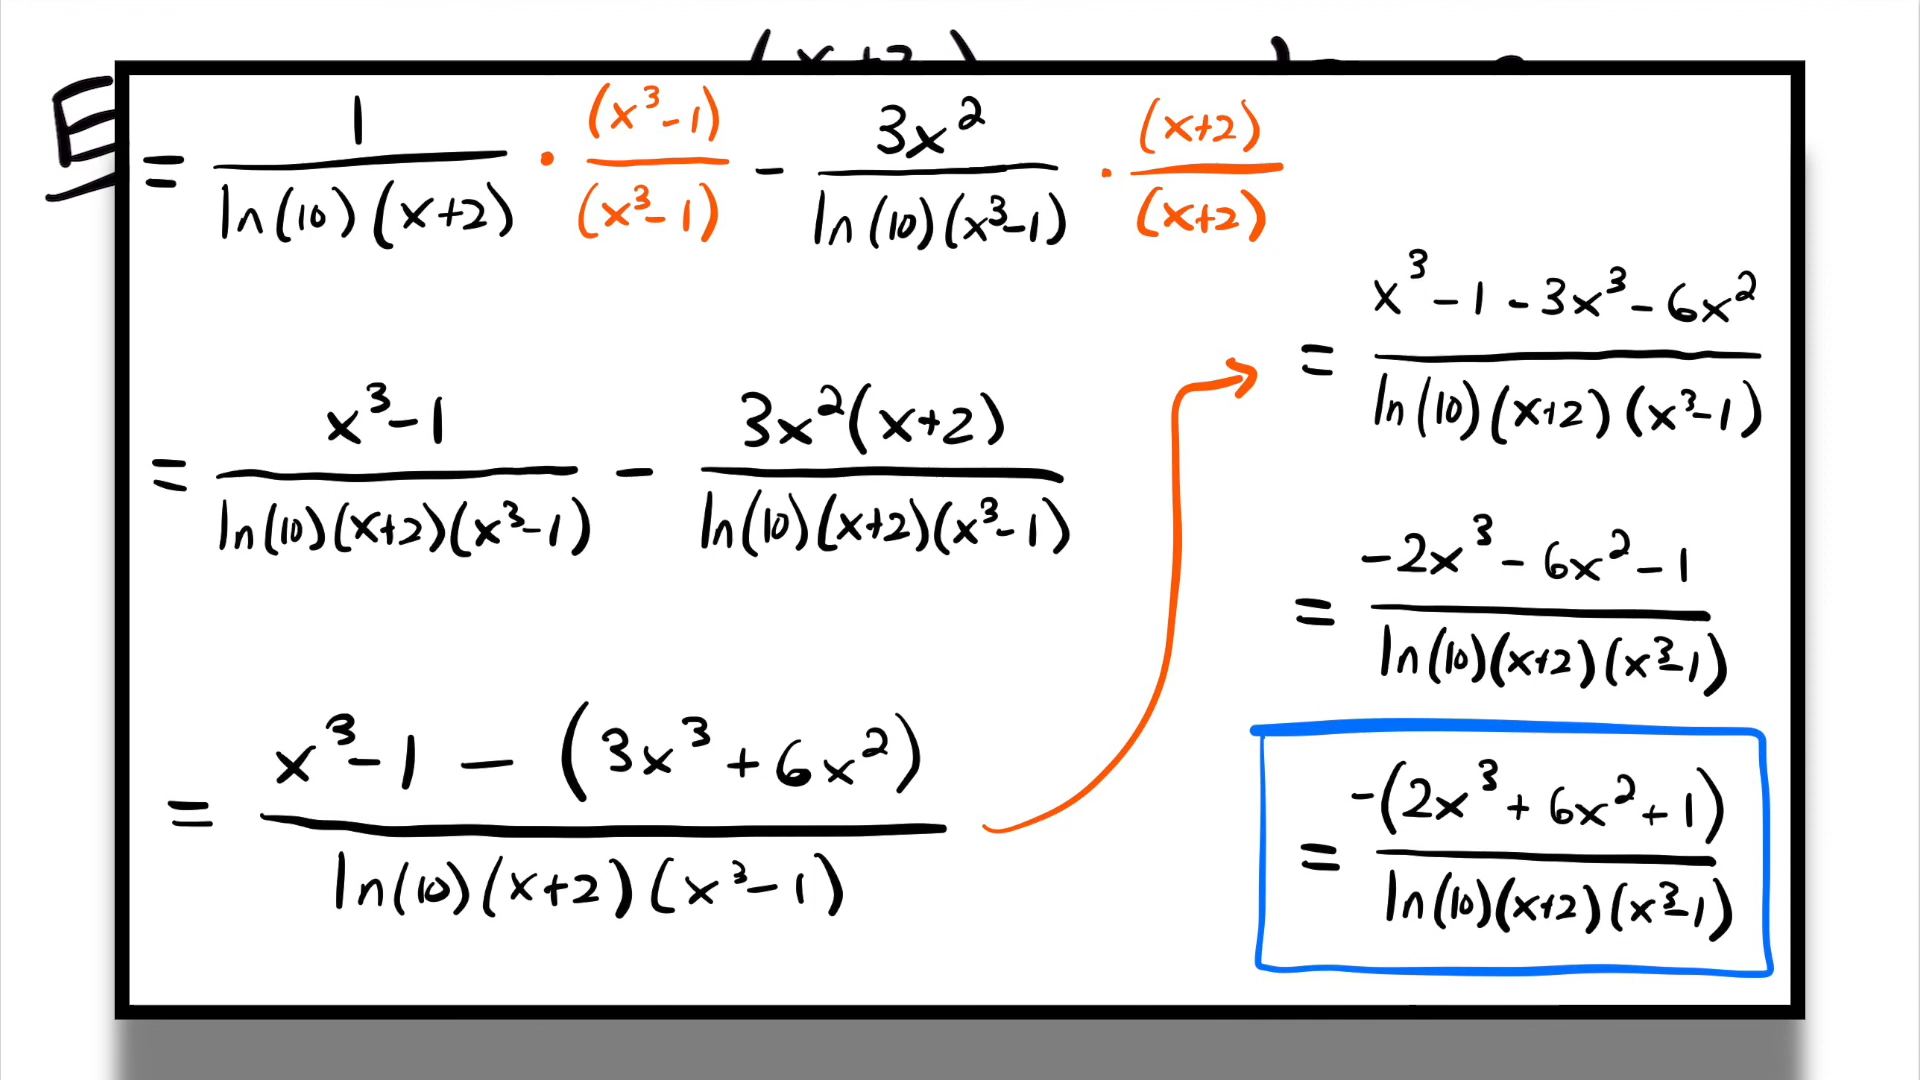 (x+2)
E
= 1/(ln(10)(x+2)) · (x³-1)/(x³-1) - 3x²/(ln(10)(x³-1)) · (x+2)/(x+2)
= (x³-1)/(ln(10)(x+2)(x³-1)) - 3x²(x+2)/(ln(10)(x+2)(x³-1))
= (x³-1 - (3x³+6x²))/(ln(10)(x+2)(x³-1))
= (x³-1-3x³-6x²)/(ln(10)(x+2)(x³-1))
= (-2x³-6x²-1)/(ln(10)(x+2)(x³-1))
= -(2x³+6x²+1)/(ln(10)(x+2)(x³-1))